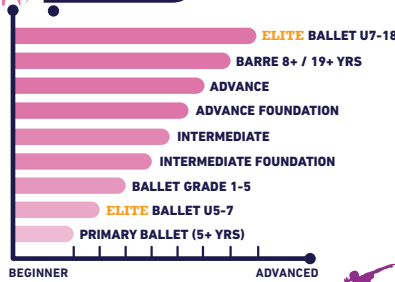 ELITE BALLET U7-18
BARRE 8+ / 19+ YRS
ADVANCE
ADVANCE FOUNDATION
INTERMEDIATE
INTERMEDIATE FOUNDATION
BALLET GRADE 1-5
ELITE BALLET U5-7
PRIMARY BALLET (5+ YRS)
BEGINNER ADVANCED